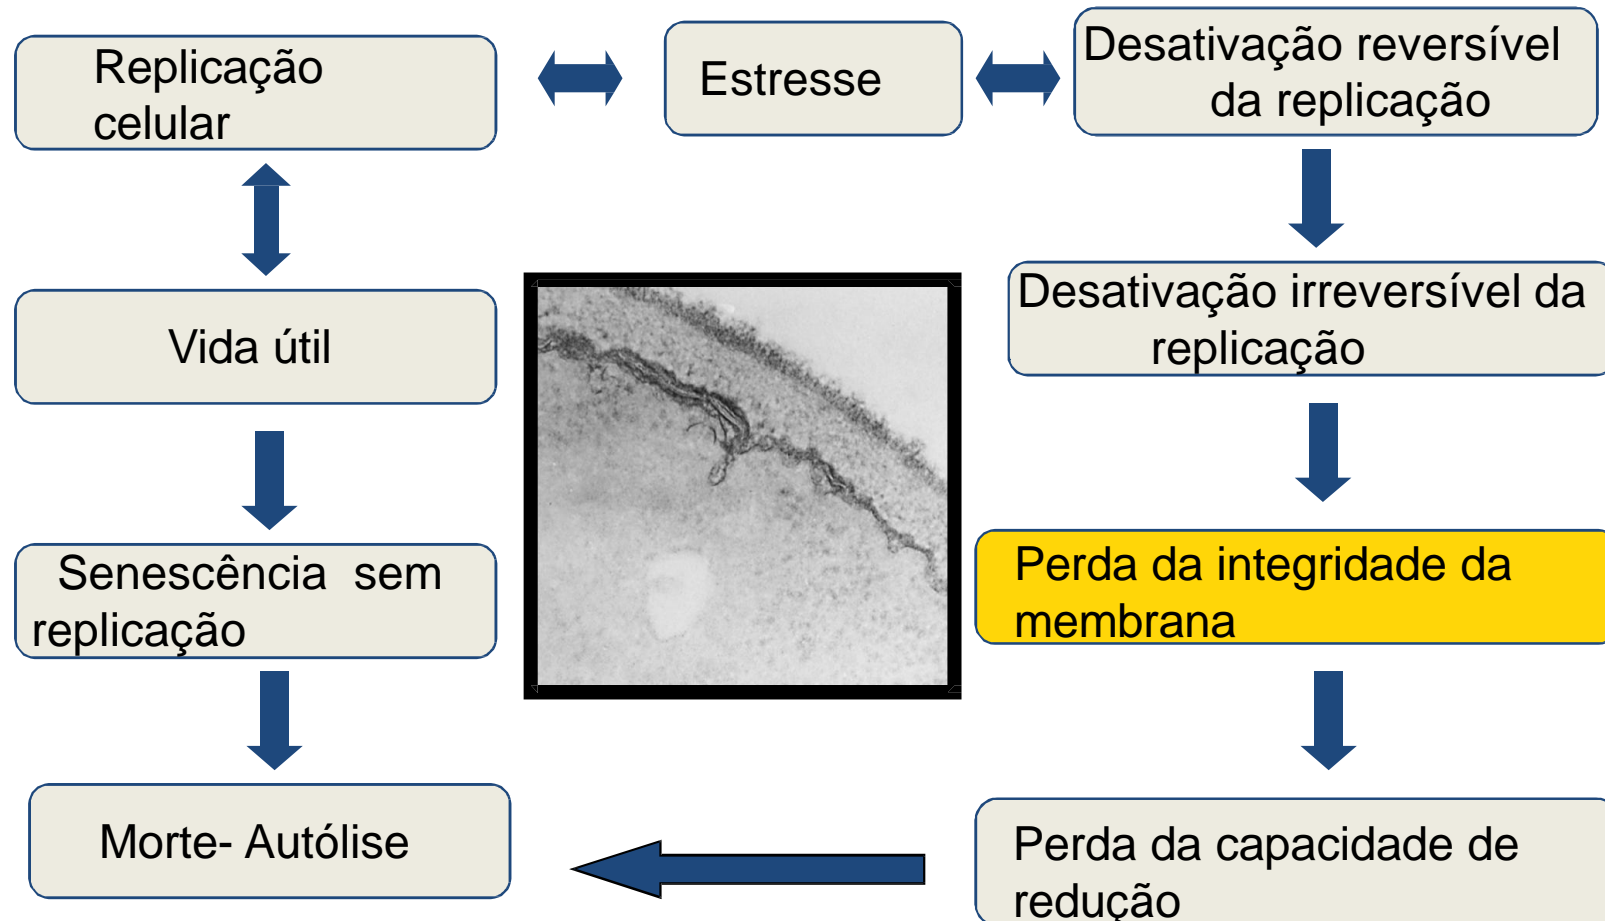 Replicação
celular
Estresse
Desativação reversível
da replicação
Vida útil
Desativação irreversível da
replicação
Senescência sem
replicação
Perda da integridade da
membrana
Morte- Autólise
Perda da capacidade de
redução